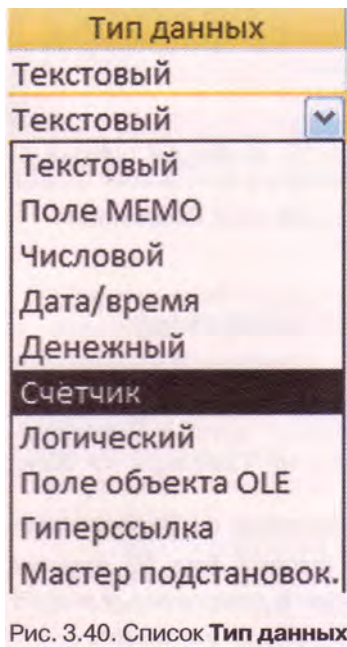 Тип данных
Текстовый
Текстовый
Текстовый
Поле МЕМО
Числовой
Дата/время
Денежный
Счетчик
Логический
Поле объекта OLE
Гиперссылка
Мастер подстановок.
Рис. 3.40. Список Тип данных